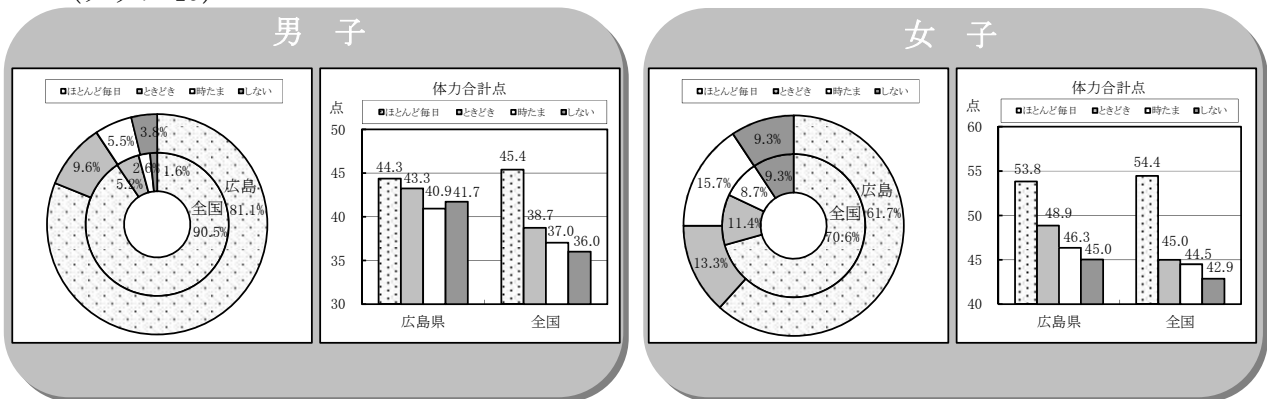 男 子
□ほとんど毎日 ■ときどき □時たま ■しない
3.8%
5.5%
9.6%
2.6%
1.6%
5.2%
広島
81.1%
全国
90.5%
体力合計点
点
□ほとんど毎日 ■ときどき □時たま ■しない
50
45
40
35
30
44.3
43.3
40.9
41.7
45.4
38.7
37.0
36.0
広島県
全国
女 子
□ほとんど毎日 ■ときどき □時たま ■しない
9.3%
15.7%
9.3%
8.7%
11.4%
13.3%
広島
61.7%
全国
70.6%
体力合計点
点
□ほとんど毎日 ■ときどき □時たま ■しない
60
55
50
45
40
53.8
48.9
46.3
45.0
54.4
45.0
44.5
42.9
広島県
全国